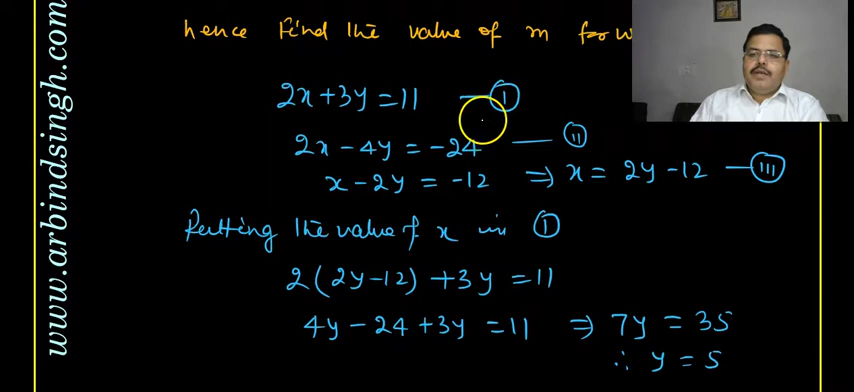 www.arbindsingh.com
hence Find the value of m for w
2x + 3y = 11 — I
2x - 4y = -24 — II
x - 2y = -12 ⇒ x = 2y - 12 — III
Putting the value of x in I
2(2y-12) + 3y = 11
4y - 24 + 3y = 11 ⇒ 7y = 35
∴ y = 5